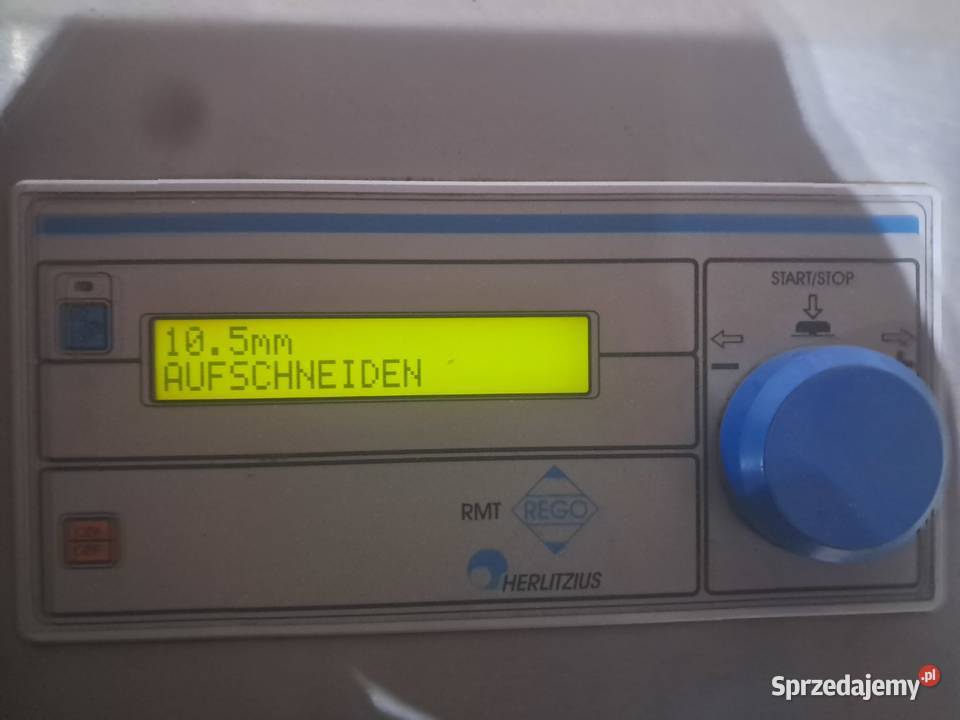 START/STOP
10.5mm
AUFSCHNEIDEN
RMT REGO
HERLITZIUS
Sprzedajemy.pl